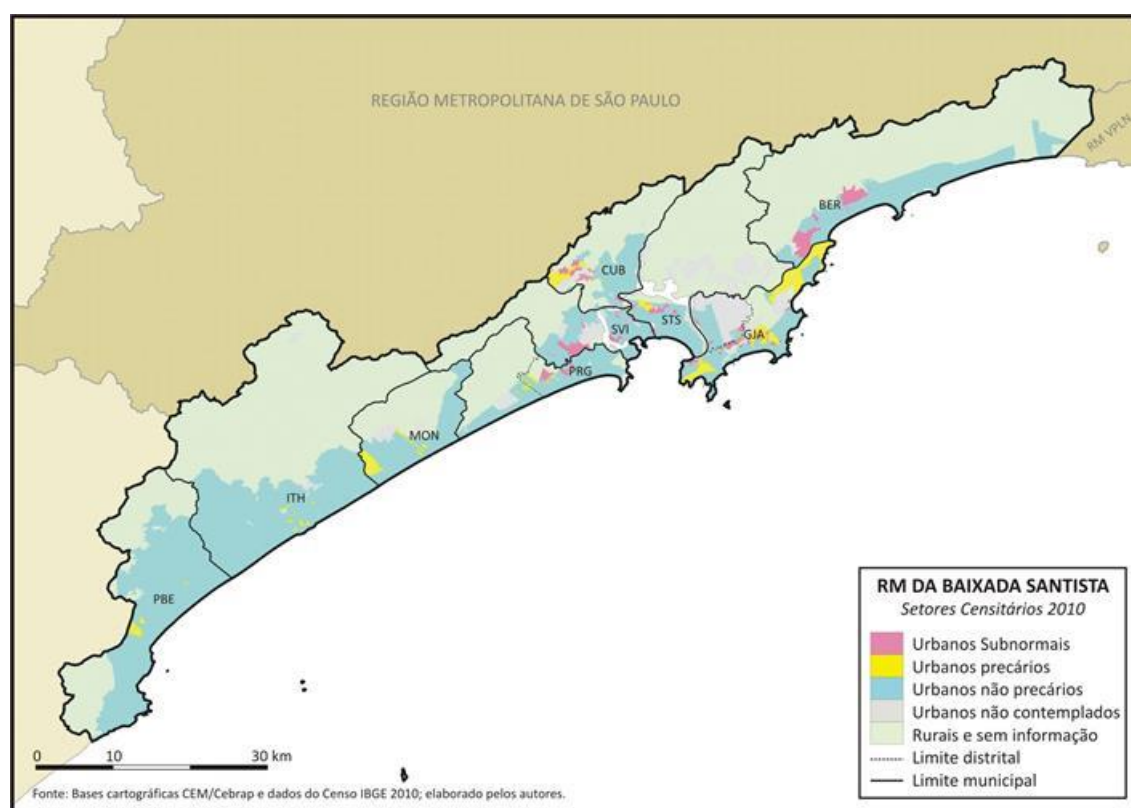 REGIÃO METROPOLITANA DE SÃO PAULO
RM VPLN
BER
CUB
STS
SVI
GJA
PRG
MON
ITH
PBE
RM DA BAIXADA SANTISTA
Setores Censitários 2010
Urbanos Subnormais
Urbanos precários
Urbanos não precários
Urbanos não contemplados
Rurais e sem informação
Limite distrital
Limite municipal
0 10 30 km
Fonte: Bases cartográficas CEM/Cebrap e dados do Censo IBGE 2010; elaborado pelos autores.